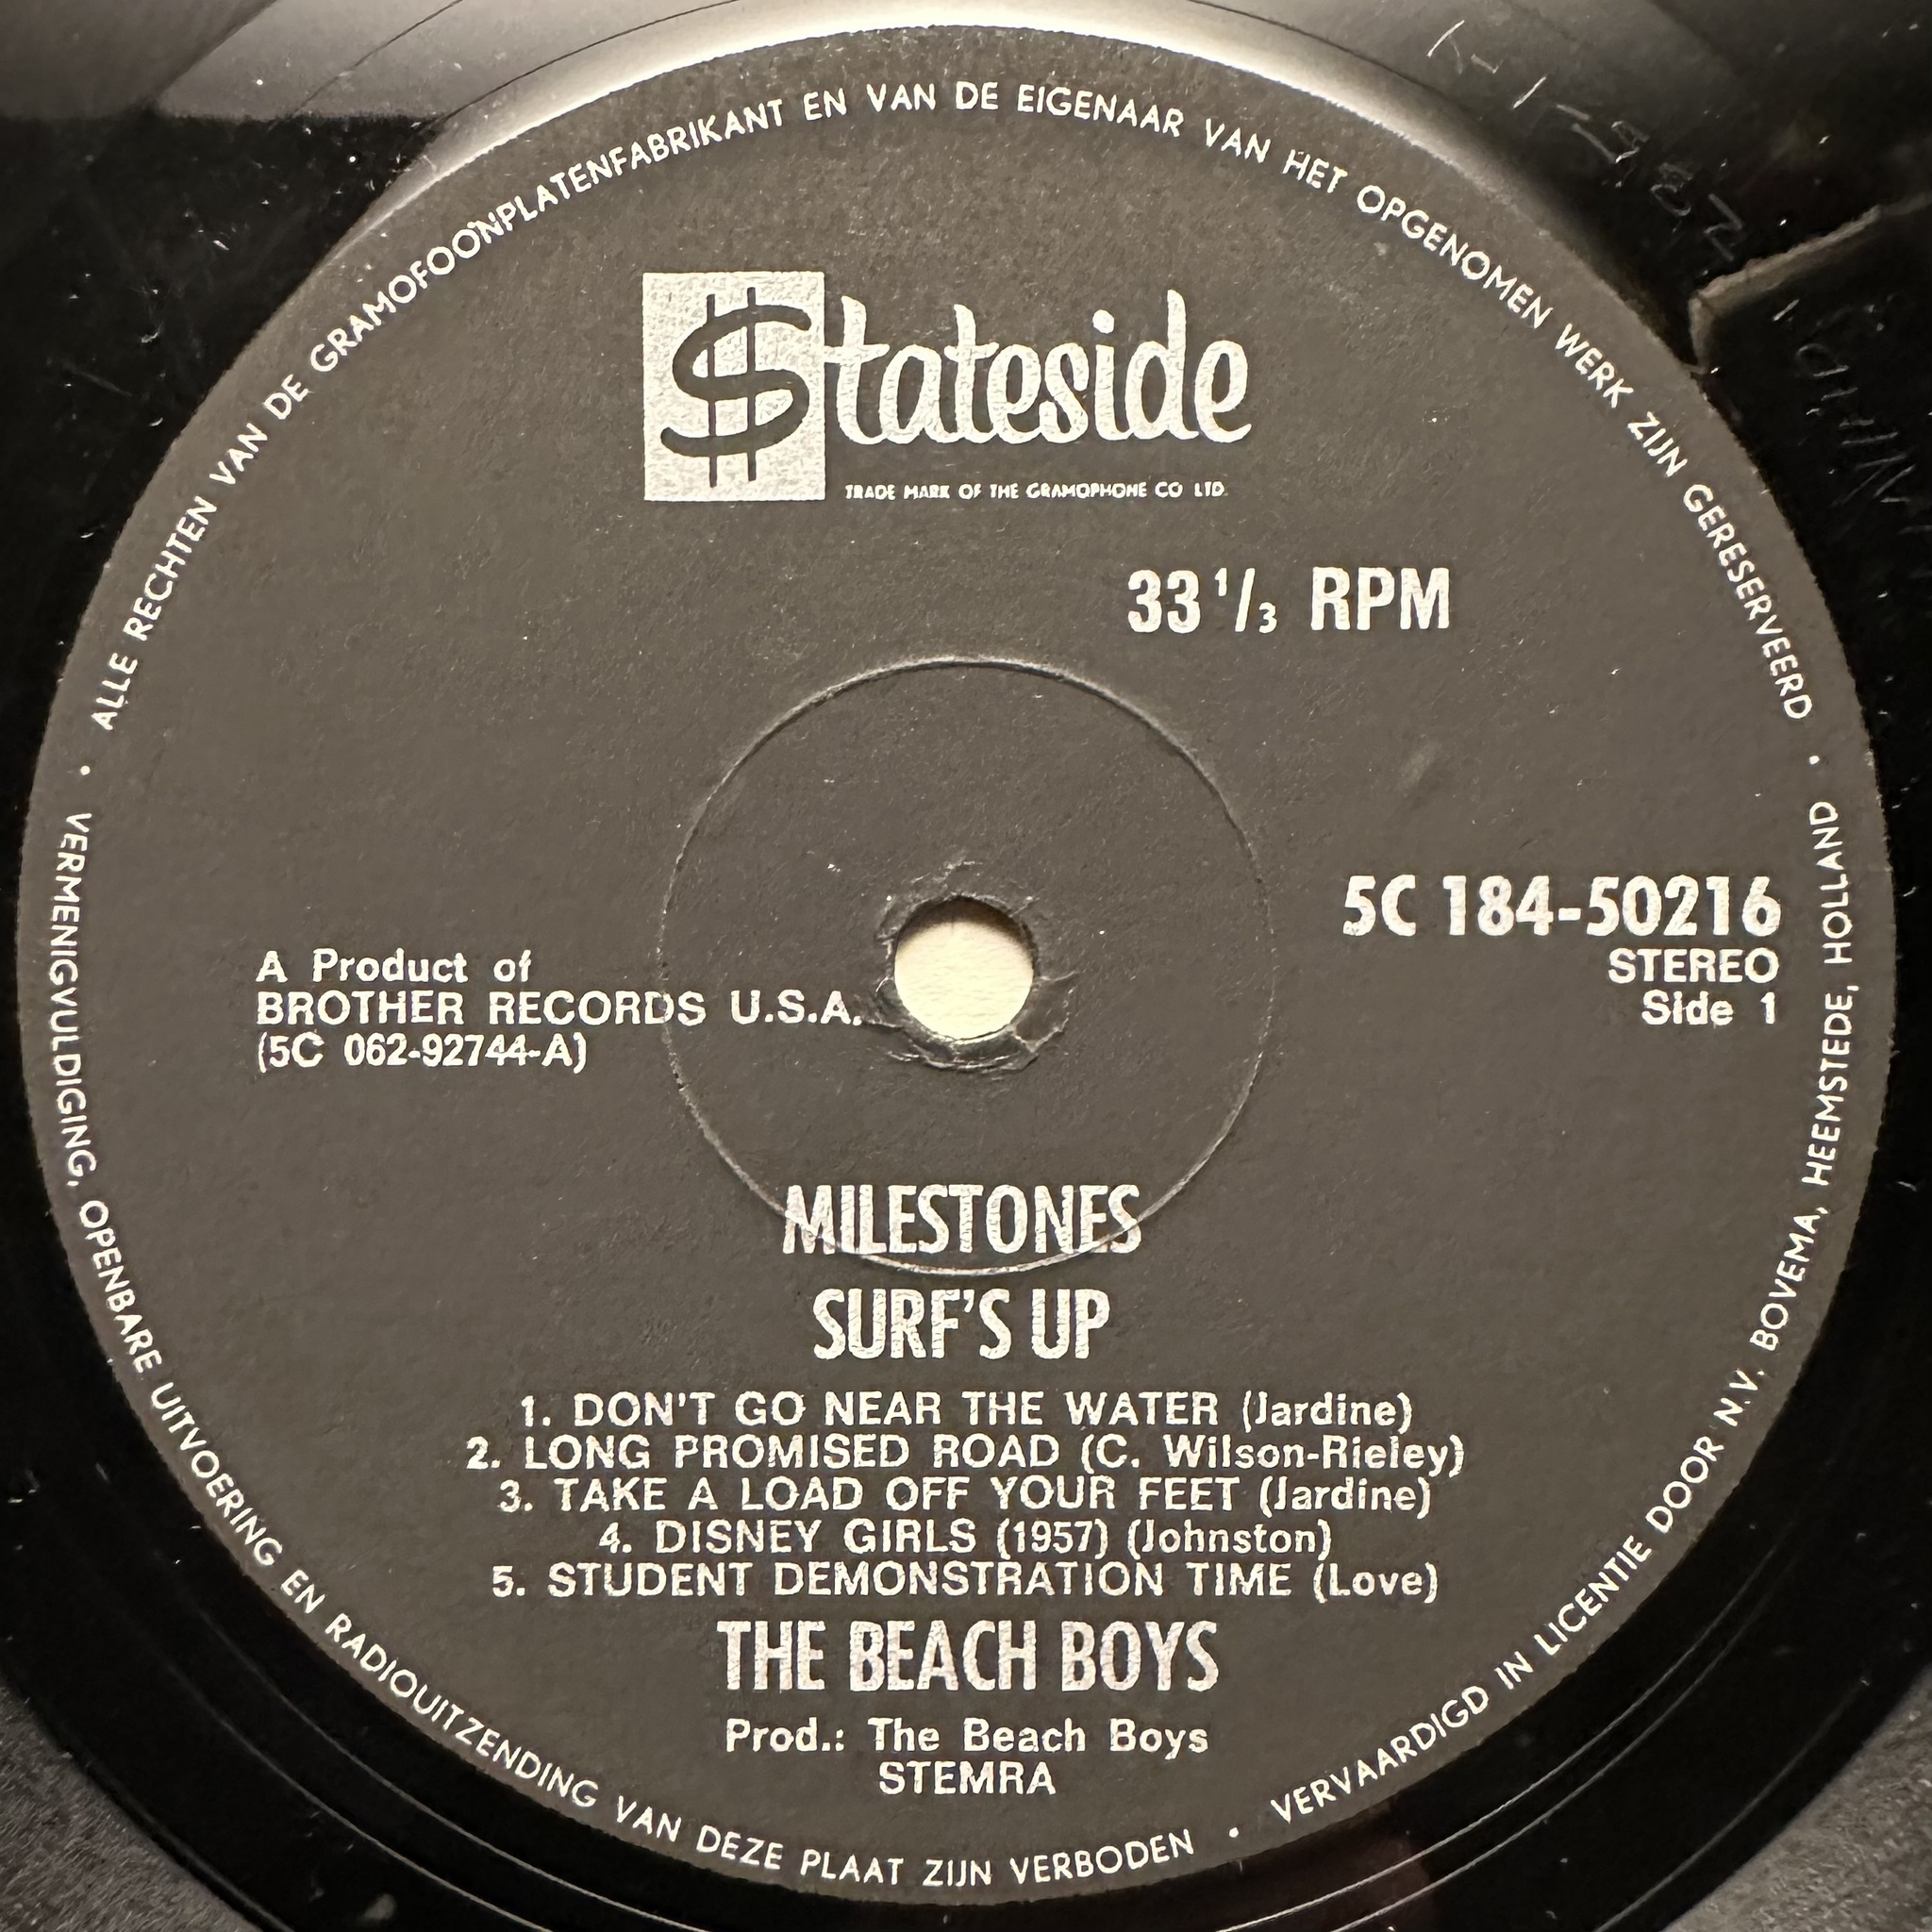 ALLE RECHTEN VAN DE GRAMOFOONPLATENFABRIKANT EN VAN DE EIGENAAR VAN HET OPGENOMEN WERK ZIJN GERESERVEERD •
Stateside
TRADE MARK OF THE GRAMOPHONE CO LTD.
33 1/3 RPM
5C 184-50216
STEREO
Side 1
A Product of
BROTHER RECORDS U.S.A.
(5C 062-92744-A)
MILESTONES
SURF'S UP
1. DON'T GO NEAR THE WATER (Jardine)
2. LONG PROMISED ROAD (C. Wilson-Rieley)
3. TAKE A LOAD OFF YOUR FEET (Jardine)
4. DISNEY GIRLS (1957) (Johnston)
5. STUDENT DEMONSTRATION TIME (Love)
THE BEACH BOYS
Prod.: The Beach Boys
STEMRA
• VERMENIGVULDIGING, OPENBARE UITVOERING EN RADIOUITZENDING VAN DEZE PLAAT ZIJN VERBODEN • VERVAARDIGD IN LICENTIE DOOR N.V. BOVEMA, HEEMSTEDE, HOLLAND